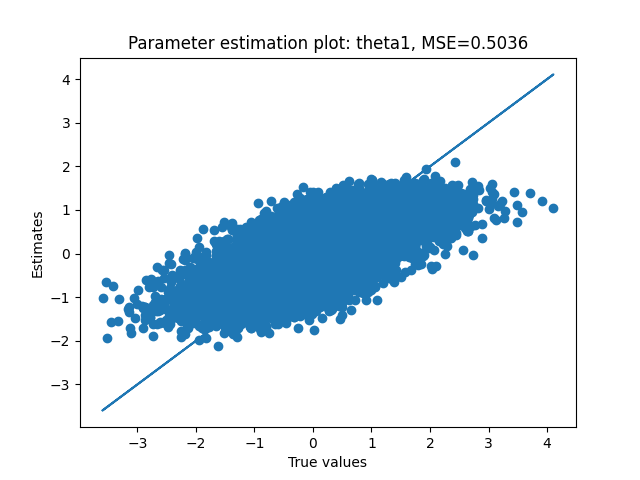 Parameter estimation plot: theta1, MSE=0.5036
4
3
2
1
0
−1
−2
−3
Estimates
−3 −2 −1 0 1 2 3 4
True values